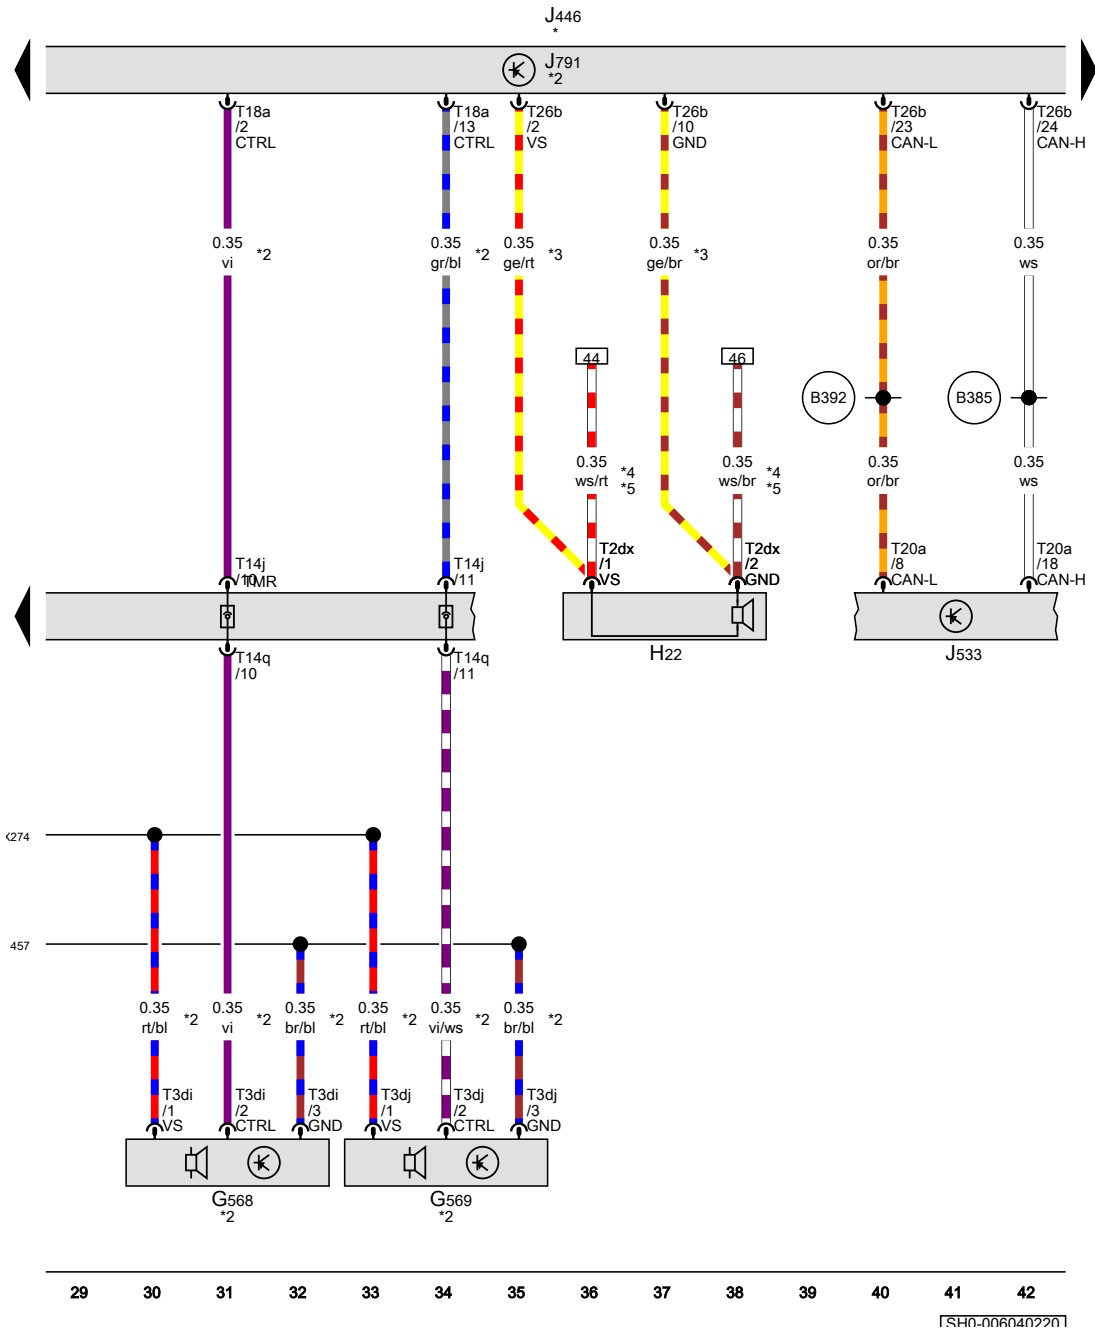 J446
*
J791
*2
T18a
/2
CTRL
T18a
/13
CTRL
T26b
/2
VS
T26b
/10
GND
T26b
/23
CAN-L
T26b
/24
CAN-H
0.35
vi
*2
0.35
gr/bl
*2
0.35
ge/rt
*3
0.35
ge/br
*3
0.35
or/br
0.35
ws
44
46
B392
B385
0.35
ws/rt
*4
*5
0.35
ws/br
*4
*5
0.35
or/br
0.35
ws
T14j
/10
TMR
T14j
/11
T2dx
/1
VS
T2dx
/2
GND
T20a
/8
CAN-L
T20a
/18
CAN-H
H22
J533
T14q
/10
T14q
/11
274
457
0.35
rt/bl
*2
0.35
vi
*2
0.35
br/bl
*2
0.35
rt/bl
*2
0.35
vi/ws
*2
0.35
br/bl
*2
T3di
/1
VS
T3di
/2
CTRL
T3di
/3
GND
T3dj
/1
VS
T3dj
/2
CTRL
T3dj
/3
GND
G568
*2
G569
*2
29 30 31 32 33 34 35 36 37 38 39 40 41 42
SH0-006040220